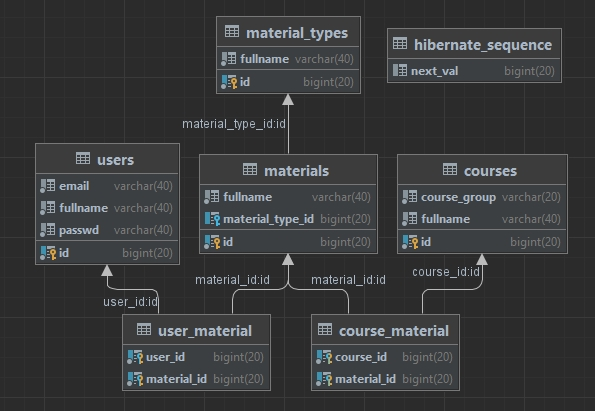 material_types
fullname varchar(40)
id bigint(20)
hibernate_sequence
next_val bigint(20)
material_type_id:id
users
email varchar(40)
fullname varchar(40)
passwd varchar(40)
id bigint(20)
materials
fullname varchar(40)
material_type_id bigint(20)
id bigint(20)
courses
course_group varchar(20)
fullname varchar(40)
id bigint(20)
user_id:id
material_id:id
material_id:id
course_id:id
user_material
user_id bigint(20)
material_id bigint(20)
course_material
course_id bigint(20)
material_id bigint(20)